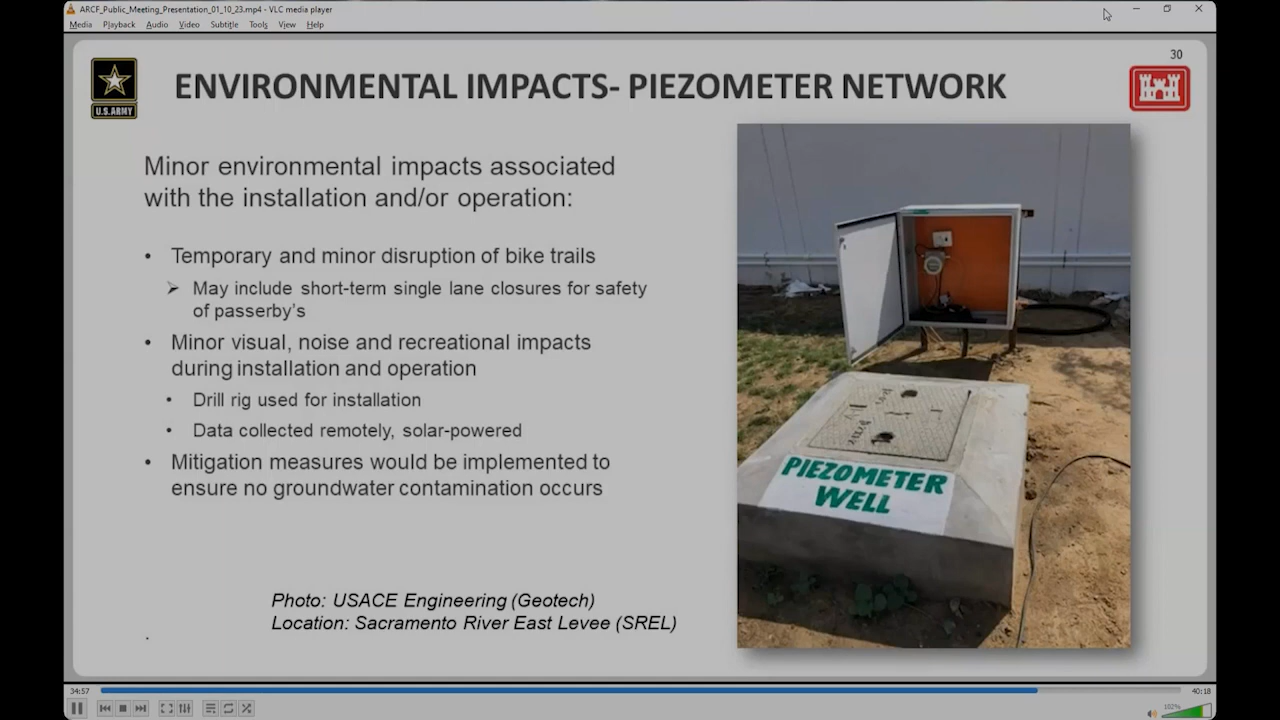 ARCF_Public_Meeting_Presentation_01_10_23.mp4 - VLC media player
Media Playback Audio Video Subtitle Tools View Help
30
U.S.ARMY
ENVIRONMENTAL IMPACTS- PIEZOMETER NETWORK
Minor environmental impacts associated
with the installation and/or operation:
• Temporary and minor disruption of bike trails
➢ May include short-term single lane closures for safety
of passerby's
• Minor visual, noise and recreational impacts
during installation and operation
• Drill rig used for installation
• Data collected remotely, solar-powered
• Mitigation measures would be implemented to
ensure no groundwater contamination occurs
PIEZOMETER
WELL
Photo: USACE Engineering (Geotech)
Location: Sacramento River East Levee (SREL)
34:57
40:18
102%